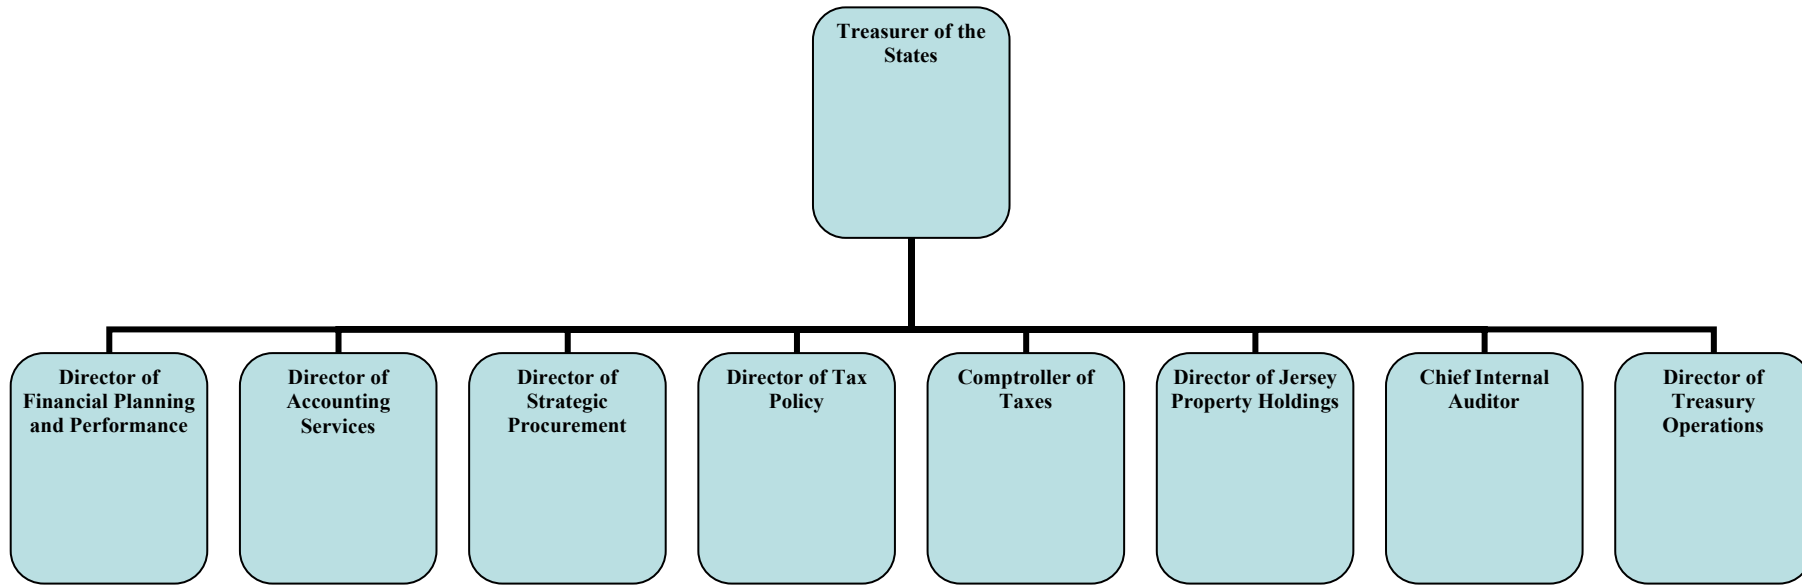 Treasurer of the
States
Director of
Financial Planning
and Performance
Director of
Accounting
Services
Director of
Strategic
Procurement
Director of Tax
Policy
Comptroller of
Taxes
Director of Jersey
Property Holdings
Chief Internal
Auditor
Director of
Treasury
Operations